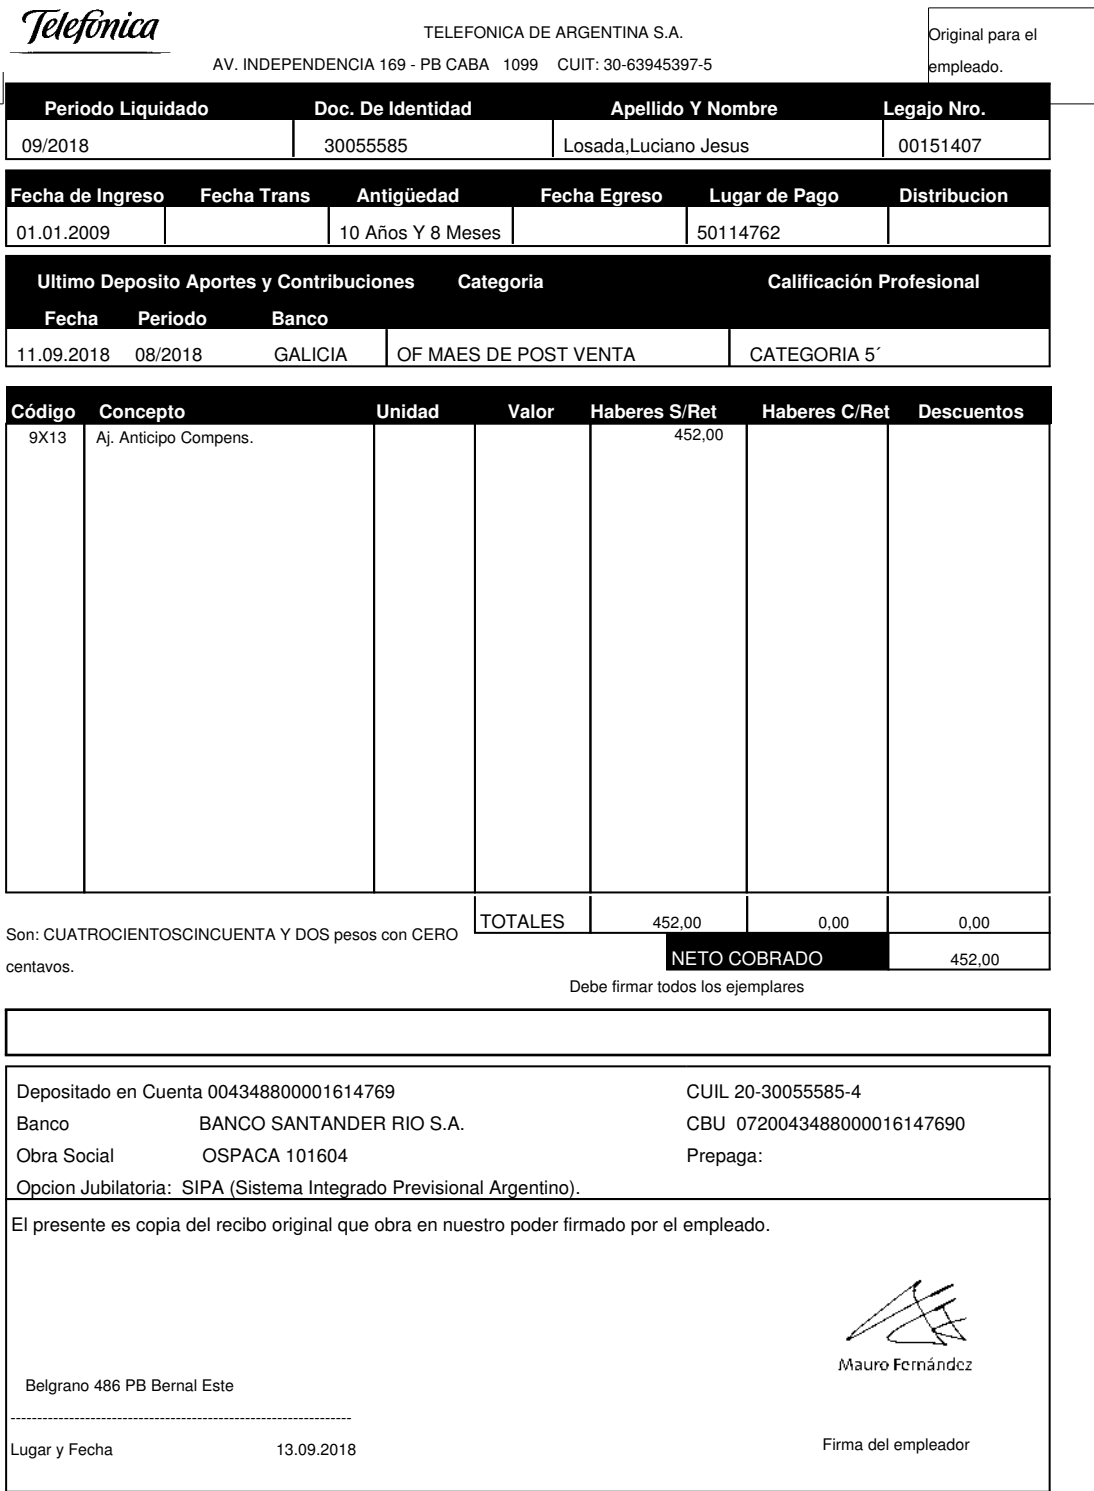 Telefónica
TELEFONICA DE ARGENTINA S.A.
Original para el
AV. INDEPENDENCIA 169 - PB CABA 1099 CUIT: 30-63945397-5
empleado.
Periodo Liquidado Doc. De Identidad Apellido Y Nombre Legajo Nro.
09/2018 30055585 Losada,Luciano Jesus 00151407
Fecha de Ingreso Fecha Trans Antigüedad Fecha Egreso Lugar de Pago Distribucion
01.01.2009 10 Años Y 8 Meses 50114762
Ultimo Deposito Aportes y Contribuciones Categoria Calificación Profesional
Fecha Periodo Banco
11.09.2018 08/2018 GALICIA OF MAES DE POST VENTA CATEGORIA 5´
Código Concepto Unidad Valor Haberes S/Ret Haberes C/Ret Descuentos
9X13 Aj. Anticipo Compens. 452,00
TOTALES 452,00 0,00 0,00
Son: CUATROCIENTOSCINCUENTA Y DOS pesos con CERO
centavos.
NETO COBRADO 452,00
Debe firmar todos los ejemplares
Depositado en Cuenta 004348800001614769 CUIL 20-30055585-4
Banco BANCO SANTANDER RIO S.A. CBU 0720043488000016147690
Obra Social OSPACA 101604 Prepaga:
Opcion Jubilatoria: SIPA (Sistema Integrado Previsional Argentino).
El presente es copia del recibo original que obra en nuestro poder firmado por el empleado.
Mauro Fernández
Belgrano 486 PB Bernal Este
----------------------------------------------------------------
Lugar y Fecha 13.09.2018 Firma del empleador